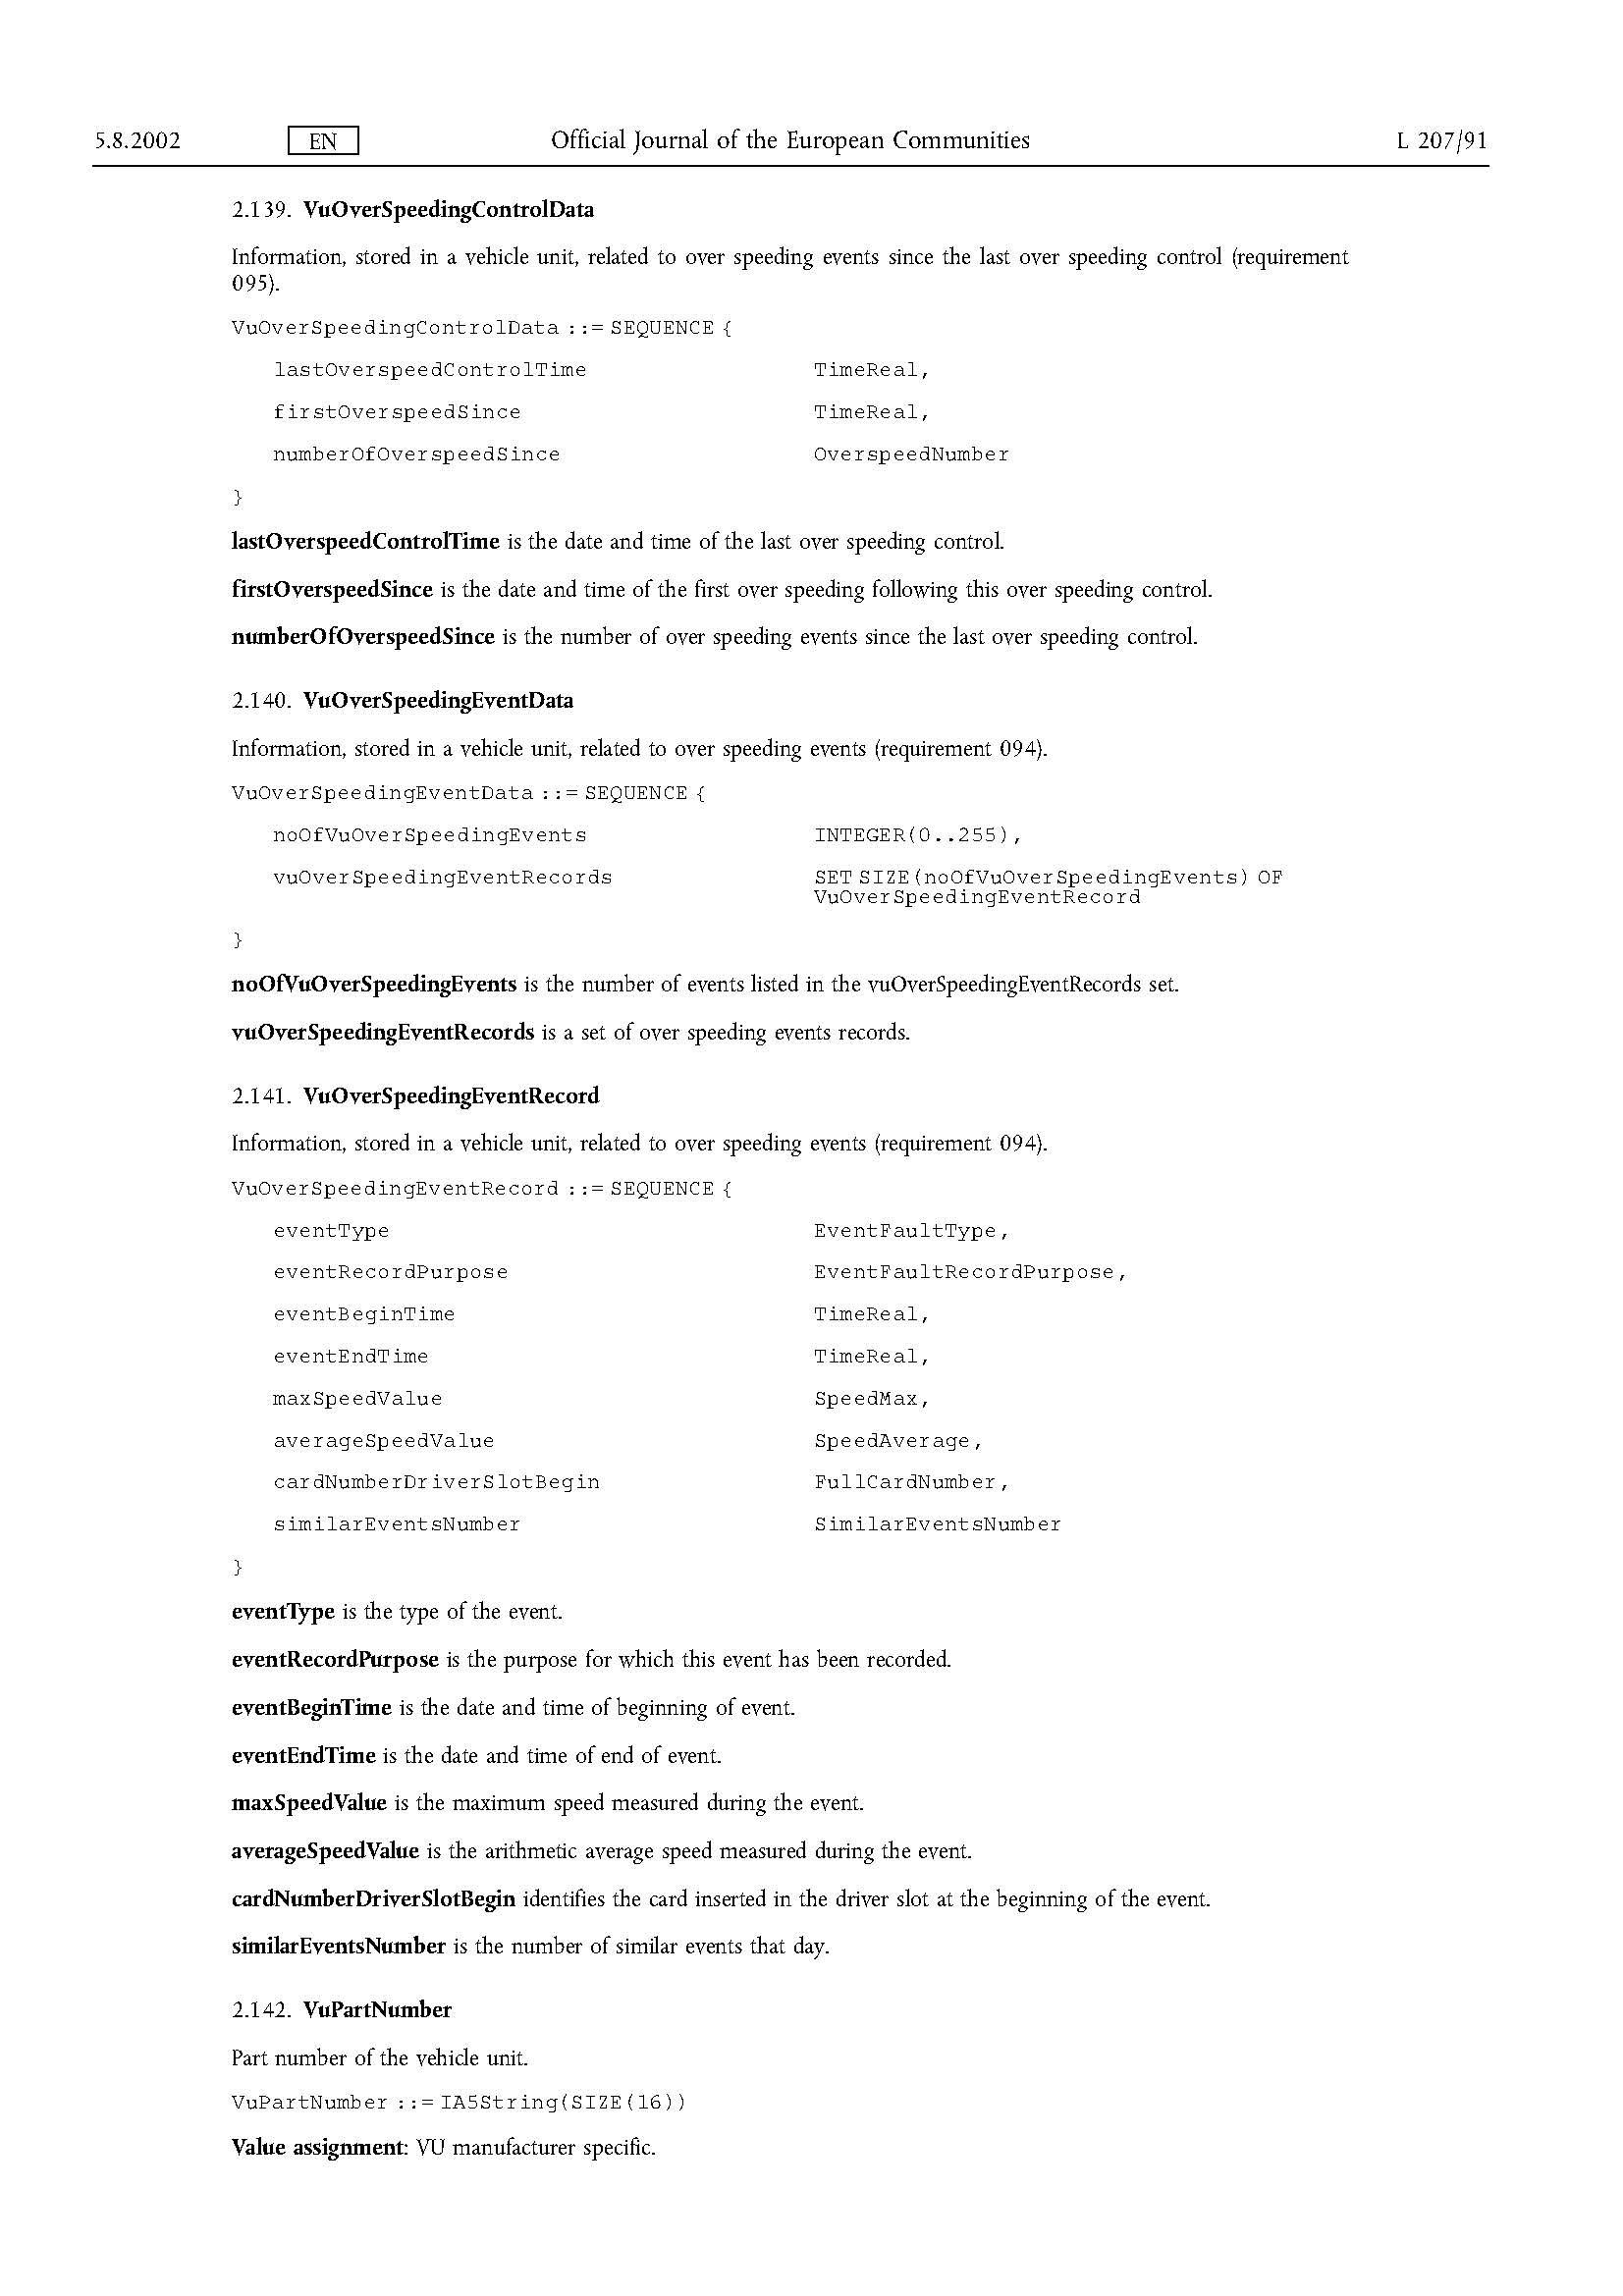 5.8.2002 EN Official Journal of the European Communities L 207/91
2.139. VuOverSpeedingControlData
Information, stored in a vehicle unit, related to over speeding events since the last over speeding control (requirement
095).
VuOverSpeedingControlData ::= SEQUENCE {
lastOverspeedControlTime TimeReal,
firstOverspeedSince TimeReal,
numberOfOverspeedSince OverspeedNumber
}
lastOverspeedControlTime is the date and time of the last over speeding control.
firstOverspeedSince is the date and time of the first over speeding following this over speeding control.
numberOfOverspeedSince is the number of over speeding events since the last over speeding control.
2.140. VuOverSpeedingEventData
Information, stored in a vehicle unit, related to over speeding events (requirement 094).
VuOverSpeedingEventData ::= SEQUENCE {
noOfVuOverSpeedingEvents INTEGER(0..255),
vuOverSpeedingEventRecords SET SIZE(noOfVuOverSpeedingEvents) OF
VuOverSpeedingEventRecord
}
noOfVuOverSpeedingEvents is the number of events listed in the vuOverSpeedingEventRecords set.
vuOverSpeedingEventRecords is a set of over speeding events records.
2.141. VuOverSpeedingEventRecord
Information, stored in a vehicle unit, related to over speeding events (requirement 094).
VuOverSpeedingEventRecord ::= SEQUENCE {
eventType EventFaultType,
eventRecordPurpose EventFaultRecordPurpose,
eventBeginTime TimeReal,
eventEndTime TimeReal,
maxSpeedValue SpeedMax,
averageSpeedValue SpeedAverage,
cardNumberDriverSlotBegin FullCardNumber,
similarEventsNumber SimilarEventsNumber
}
eventType is the type of the event.
eventRecordPurpose is the purpose for which this event has been recorded.
eventBeginTime is the date and time of beginning of event.
eventEndTime is the date and time of end of event.
maxSpeedValue is the maximum speed measured during the event.
averageSpeedValue is the arithmetic average speed measured during the event.
cardNumberDriverSlotBegin identifies the card inserted in the driver slot at the beginning of the event.
similarEventsNumber is the number of similar events that day.
2.142. VuPartNumber
Part number of the vehicle unit.
VuPartNumber ::= IA5String(SIZE(16))
Value assignment: VU manufacturer specific.